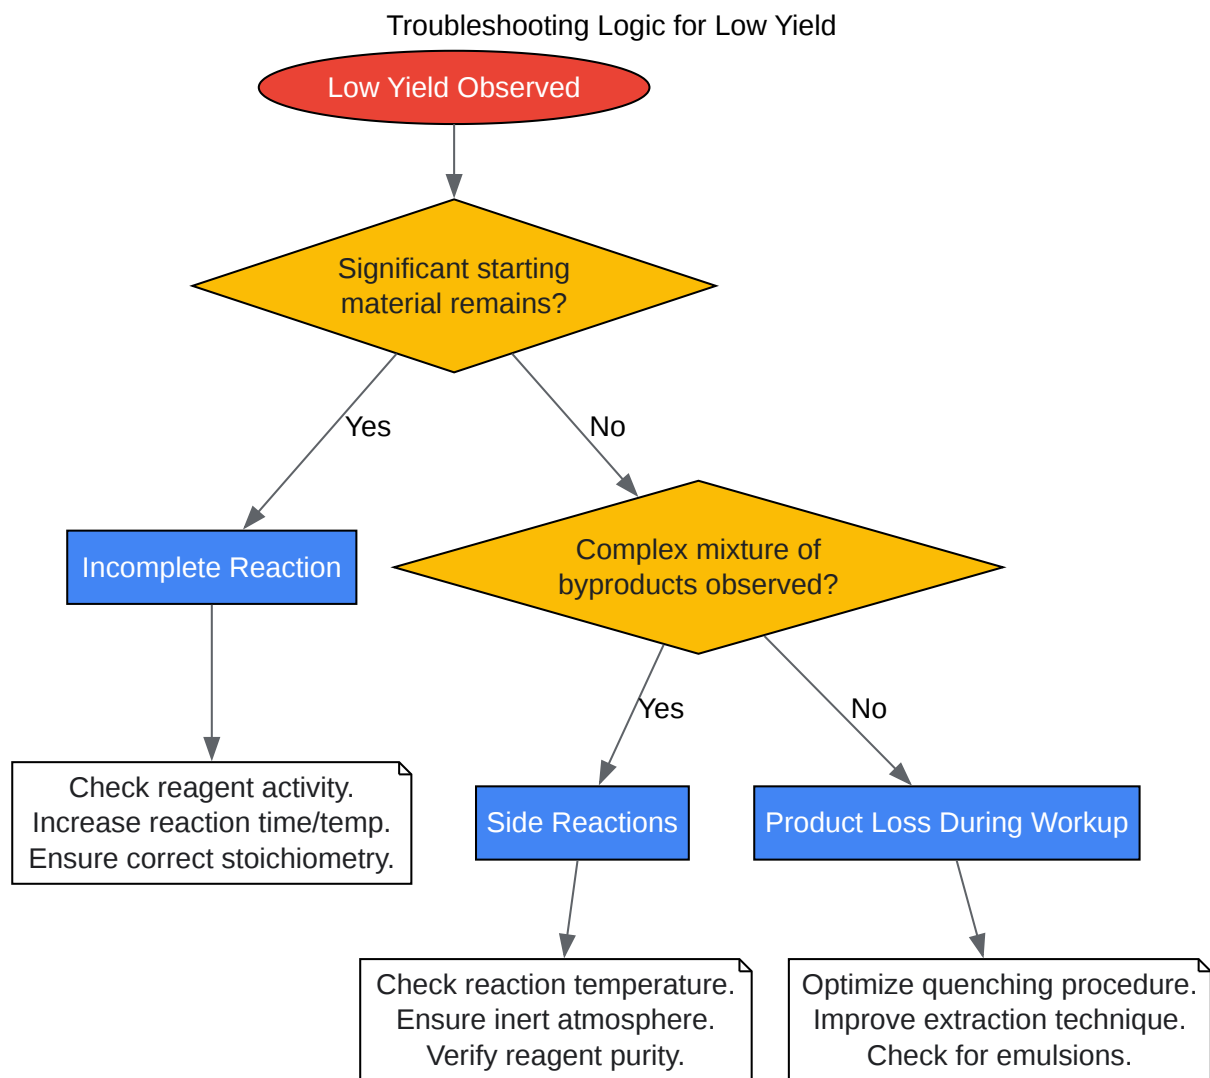 Troubleshooting Logic for Low Yield
Low Yield Observed
Significant starting
material remains?
Yes
No
Incomplete Reaction
Complex mixture of
byproducts observed?
Yes
No
Check reagent activity.
Increase reaction time/temp.
Ensure correct stoichiometry.
Side Reactions
Product Loss During Workup
Check reaction temperature.
Ensure inert atmosphere.
Verify reagent purity.
Optimize quenching procedure.
Improve extraction technique.
Check for emulsions.